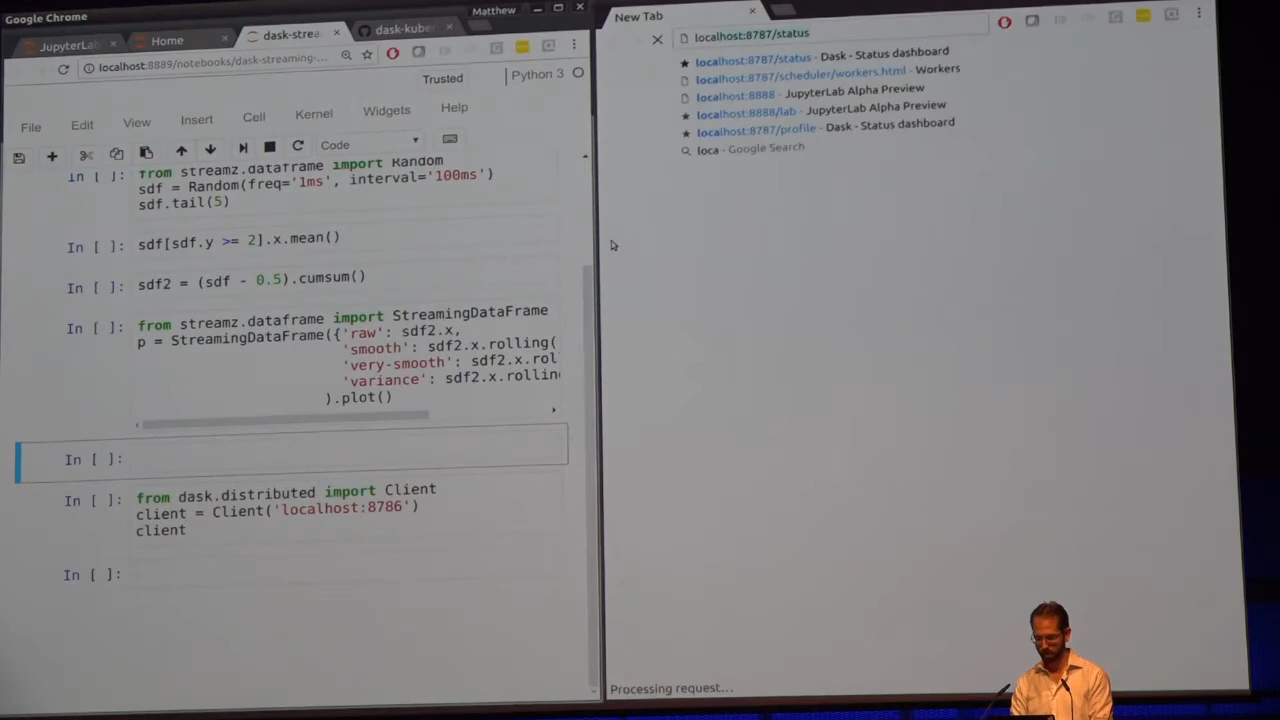 Google Chrome
Matthew
JupyterLab
Home
dask-strea
dask-kube
localhost:8889/notebooks/dask-streaming-...
Trusted
Python 3
File
Edit
View
Insert
Cell
Kernel
Widgets
Help
Code
In [ ]:
from streamz.dataframe import Random
sdf = Random(freq='1ms', interval='100ms')
sdf.tail(5)
In [ ]:
sdf[sdf.y >= 2].x.mean()
In [ ]:
sdf2 = (sdf - 0.5).cumsum()
In [ ]:
from streamz.dataframe import StreamingDataFrame
p = StreamingDataFrame({'raw': sdf2.x,
'smooth': sdf2.x.rolling(
'very-smooth': sdf2.x.rol
'variance': sdf2.x.rollin
).plot()
In [ ]:
In [ ]:
from dask.distributed import Client
client = Client('localhost:8786')
client
In [ ]:
New Tab
localhost:8787/status
localhost:8787/status - Dask - Status dashboard
localhost:8787/scheduler/workers.html - Workers
localhost:8888 - JupyterLab Alpha Preview
localhost:8888/lab - JupyterLab Alpha Preview
localhost:8787/profile - Dask - Status dashboard
loca - Google Search
Processing request...